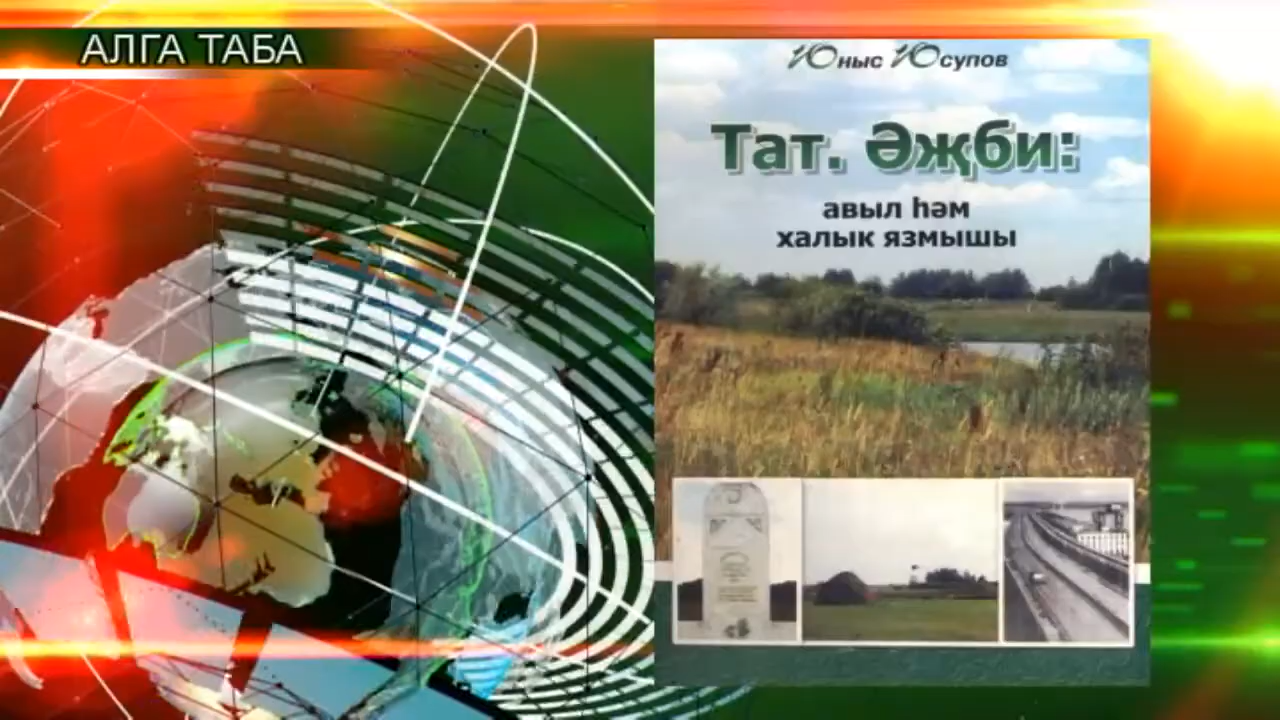 АЛГА ТАБА
Юныс Юсупов
Тат. Әҗби:
авыл һәм
халык язмышы